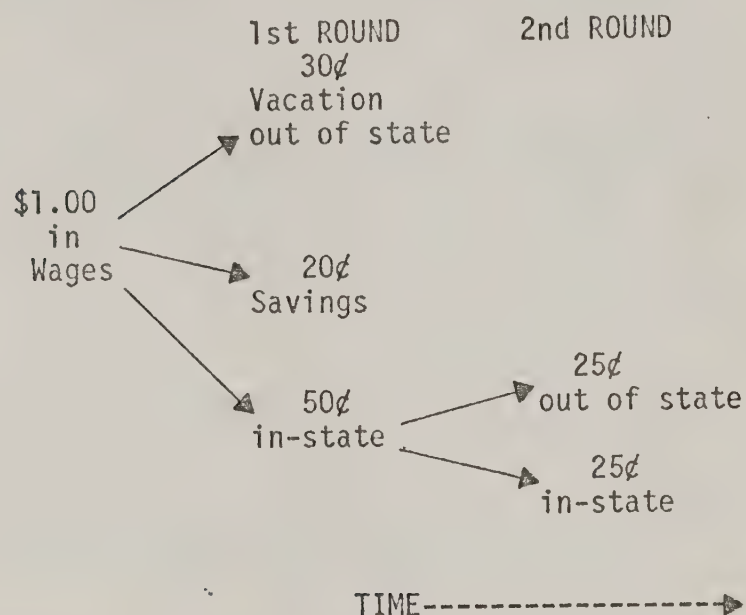 1st ROUND
2nd ROUND
30¢
Vacation
out of state
$1.00
in
Wages
20¢
Savings
50¢
in-state
25¢
out of state
25¢
in-state
TIME